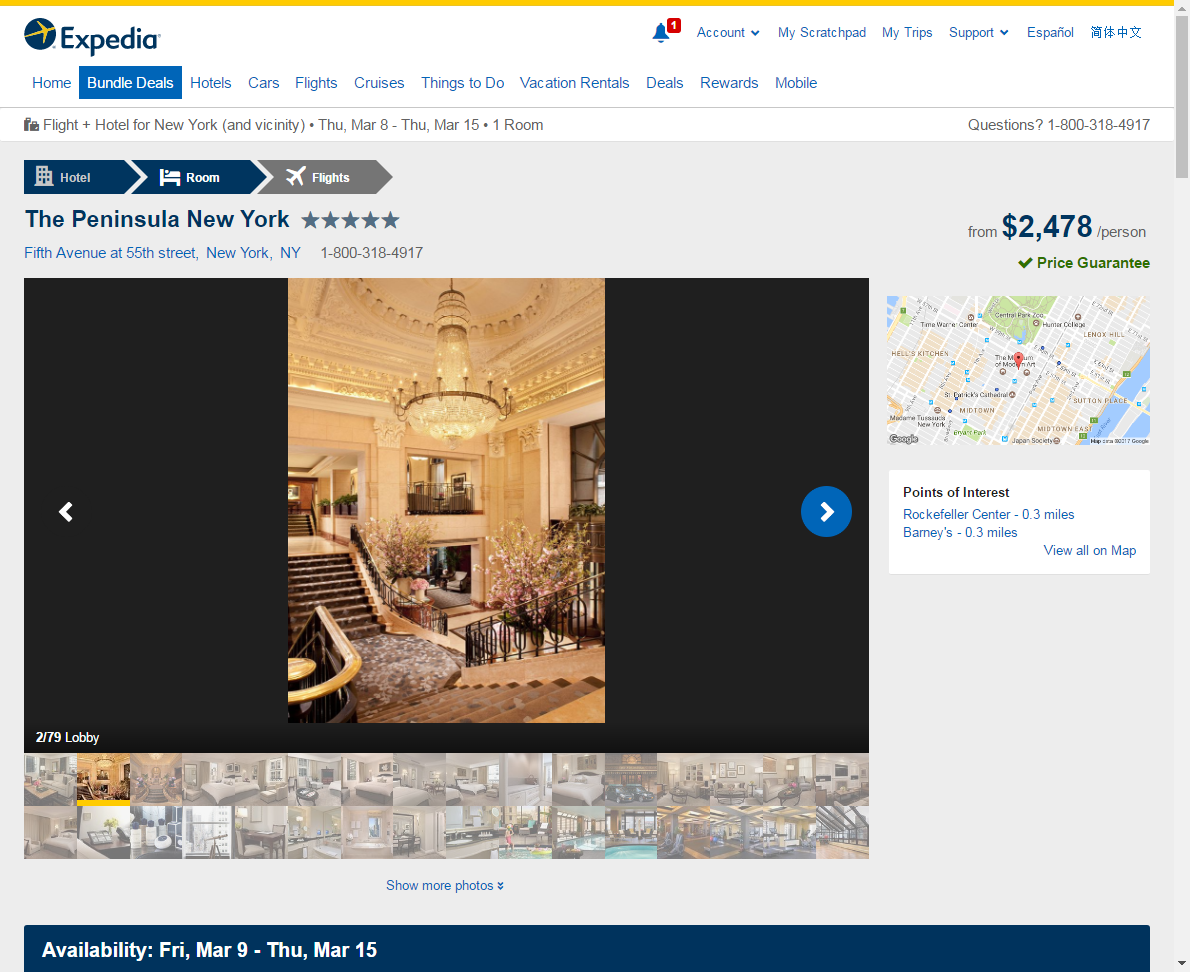 Expedia
1
Account
My Scratchpad
My Trips
Support
Español
简体中文
Home
Bundle Deals
Hotels
Cars
Flights
Cruises
Things to Do
Vacation Rentals
Deals
Rewards
Mobile
Flight + Hotel for New York (and vicinity) • Thu, Mar 8 - Thu, Mar 15 • 1 Room
Questions? 1-800-318-4917
Hotel
Room
Flights
The Peninsula New York
from $2,478 /person
Fifth Avenue at 55th street, New York, NY 1-800-318-4917
Price Guarantee
Central Park Zoo
Time Warner Center
Hunter College
LENOX HILL
HELL'S KITCHEN
The Museum
of Modern Art
St. Patrick's Cathedral
SUTTON PLACE
MIDTOWN
Madame Tussauds
New York
MIDTOWN EAST
Bryant Park
Japan Society
Google
Map data ©2017 Google
Points of Interest
Rockefeller Center - 0.3 miles
Barney's - 0.3 miles
View all on Map
2/79 Lobby
Show more photos
Availability: Fri, Mar 9 - Thu, Mar 15